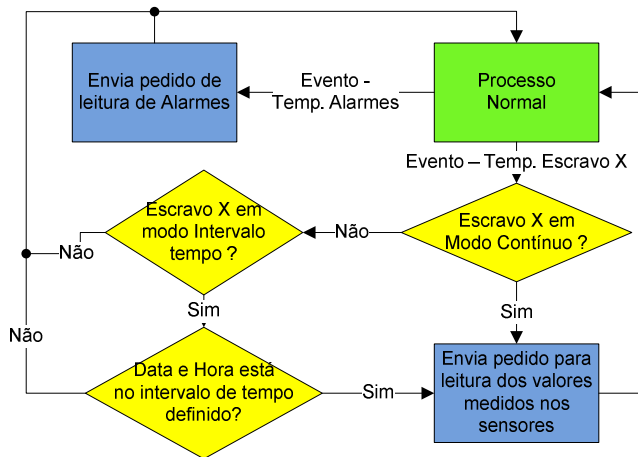 Envia pedido de
leitura de Alarmes
Evento -
Temp. Alarmes
Processo
Normal
Evento – Temp. Escravo X
Escravo X em
modo Intervalo
tempo ?
Não
Escravo X em
Modo Contínuo ?
Não
Sim
Sim
Não
Data e Hora está
no intervalo de tempo
definido?
Sim
Envia pedido para
leitura dos valores
medidos nos
sensores